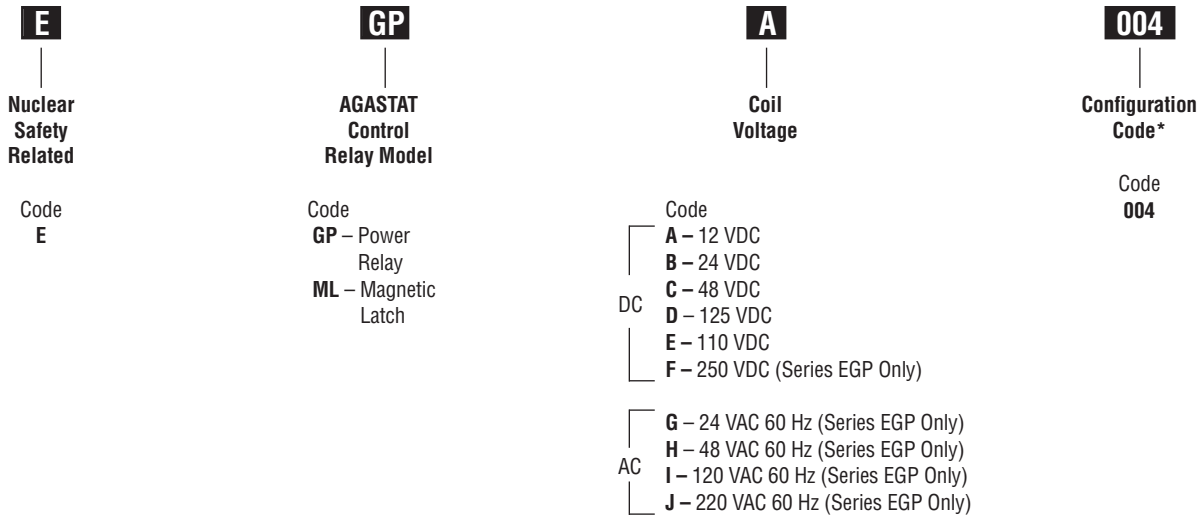 E
GP
A
004
Nuclear
Safety
Related
AGASTAT
Control
Relay Model
Coil
Voltage
Configuration
Code*
Code
E
Code
GP – Power
Relay
ML – Magnetic
Latch
Code
DC
A – 12 VDC
B – 24 VDC
C – 48 VDC
D – 125 VDC
E – 110 VDC
F – 250 VDC (Series EGP Only)
AC
G – 24 VAC 60 Hz (Series EGP Only)
H – 48 VAC 60 Hz (Series EGP Only)
I – 120 VAC 60 Hz (Series EGP Only)
J – 220 VAC 60 Hz (Series EGP Only)
Code
004